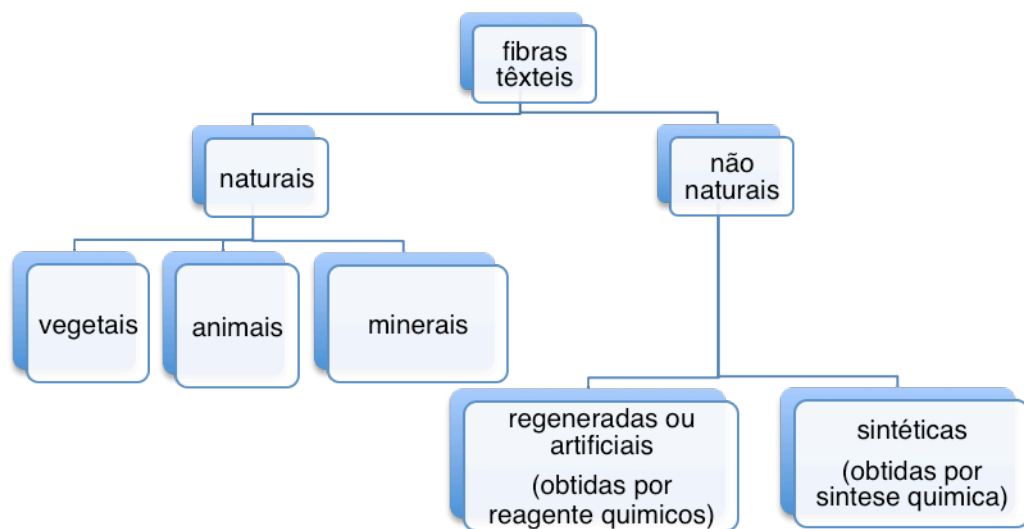 fibras
têxteis
naturais
não
naturais
vegetais
animais
minerais
regeneradas ou
artificiais
(obtidas por
reagente quimicos)
sintéticas
(obtidas por
sintese quimica)